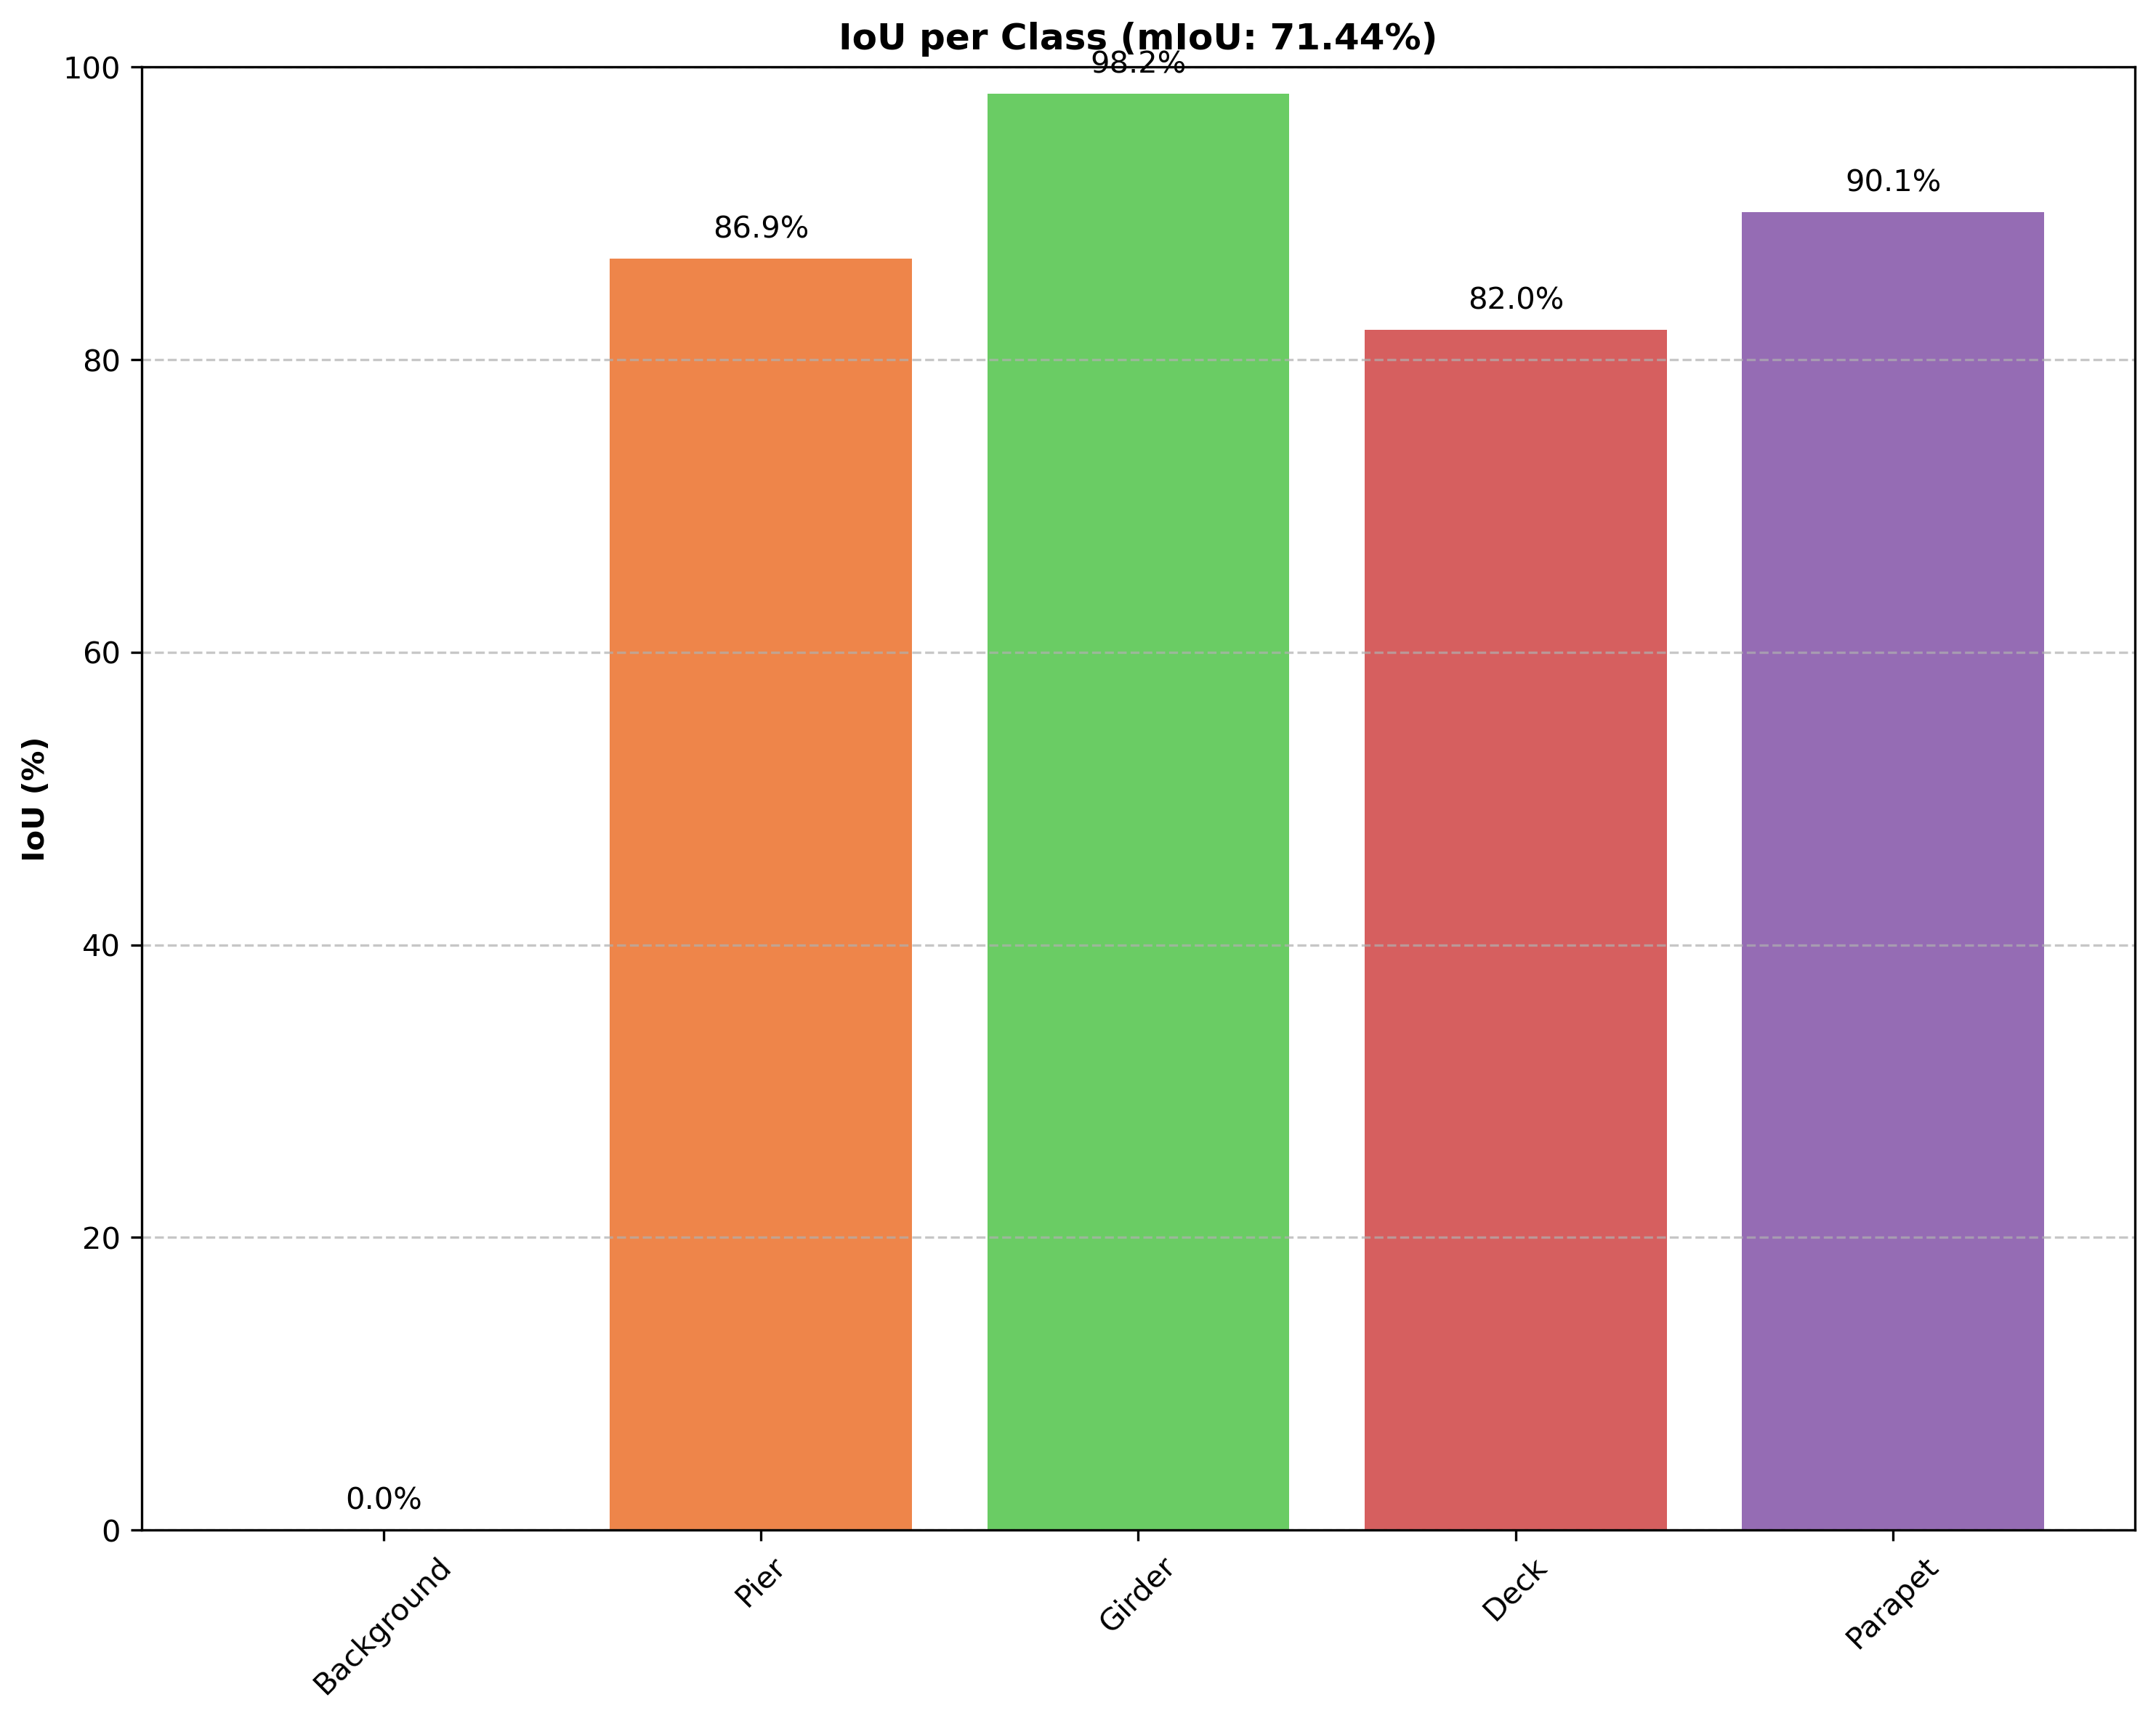 IoU per Class (mIoU: 71.44%)
98.2%
100
90.1%
86.9%
82.0%
80
60
IoU (%)
40
20
0.0%
0
Background
Pier
Girder
Deck
Parapet